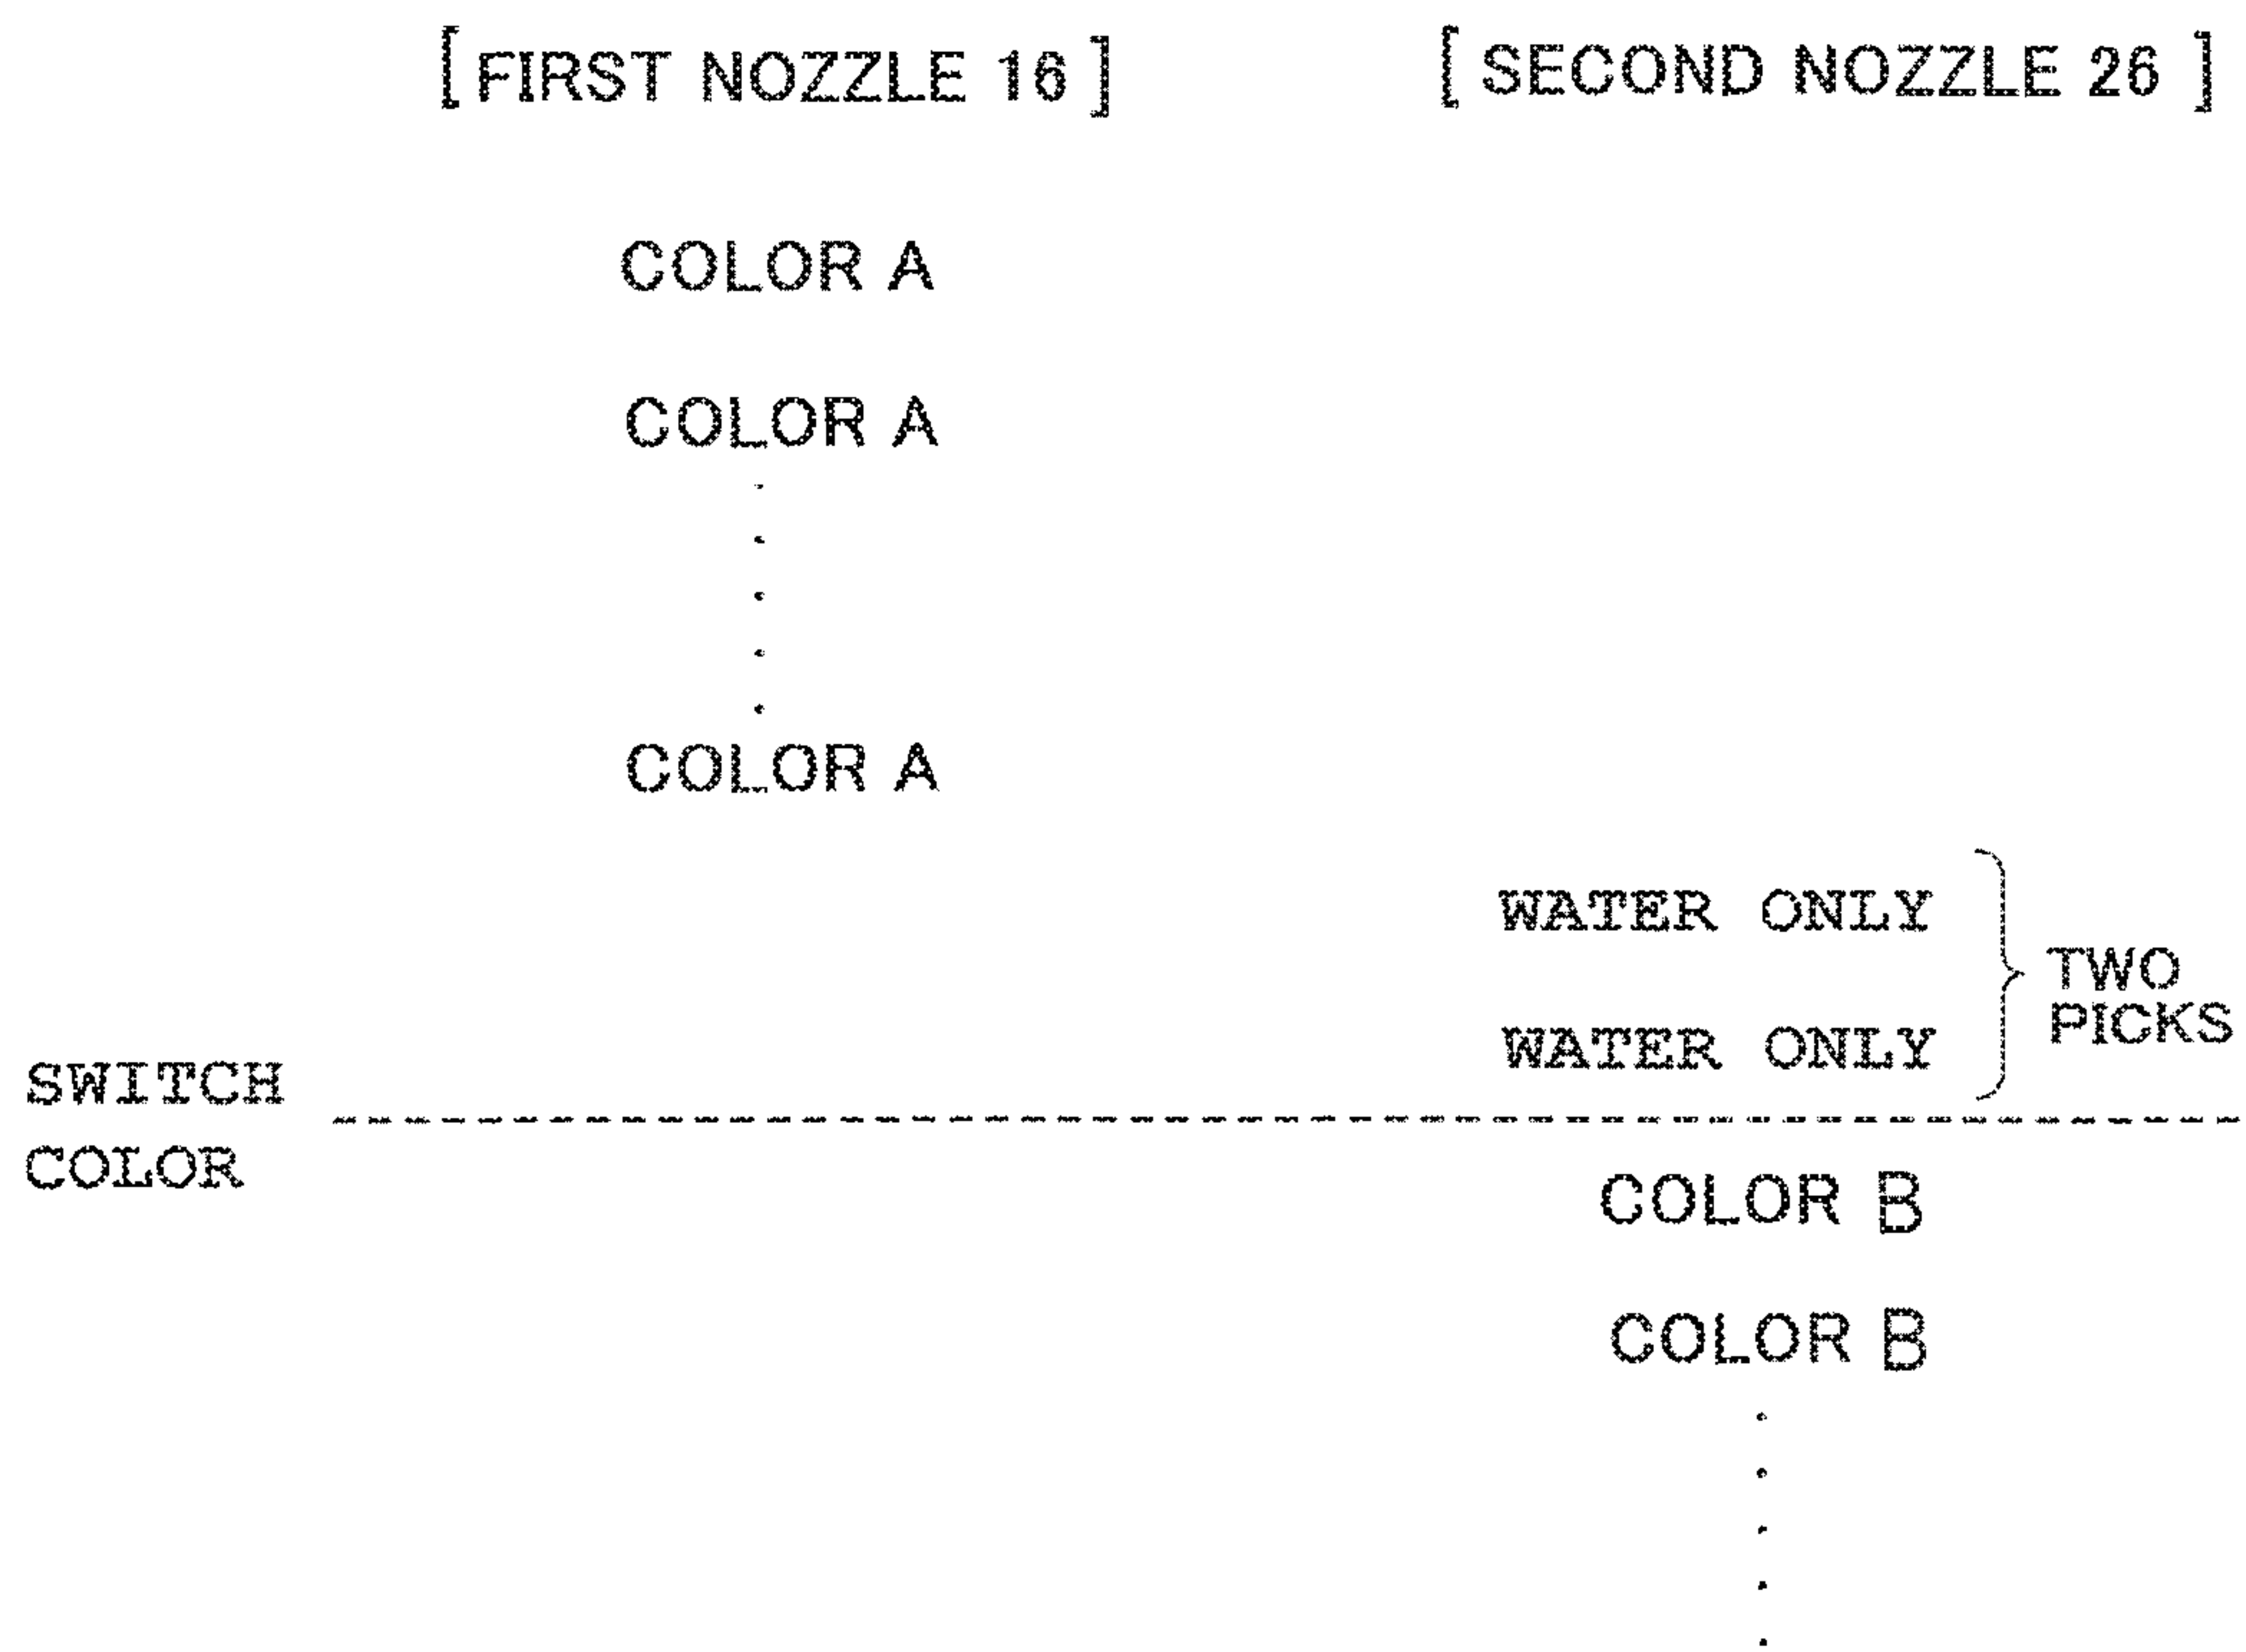 [ FIRST NOZZLE 16 ] [ SECOND NOZZLE 26 ]
COLOR A
COLOR A
COLOR A
WATER ONLY
TWO
PICKS
WATER ONLY
SWITCH
COLOR
COLOR B
COLOR B